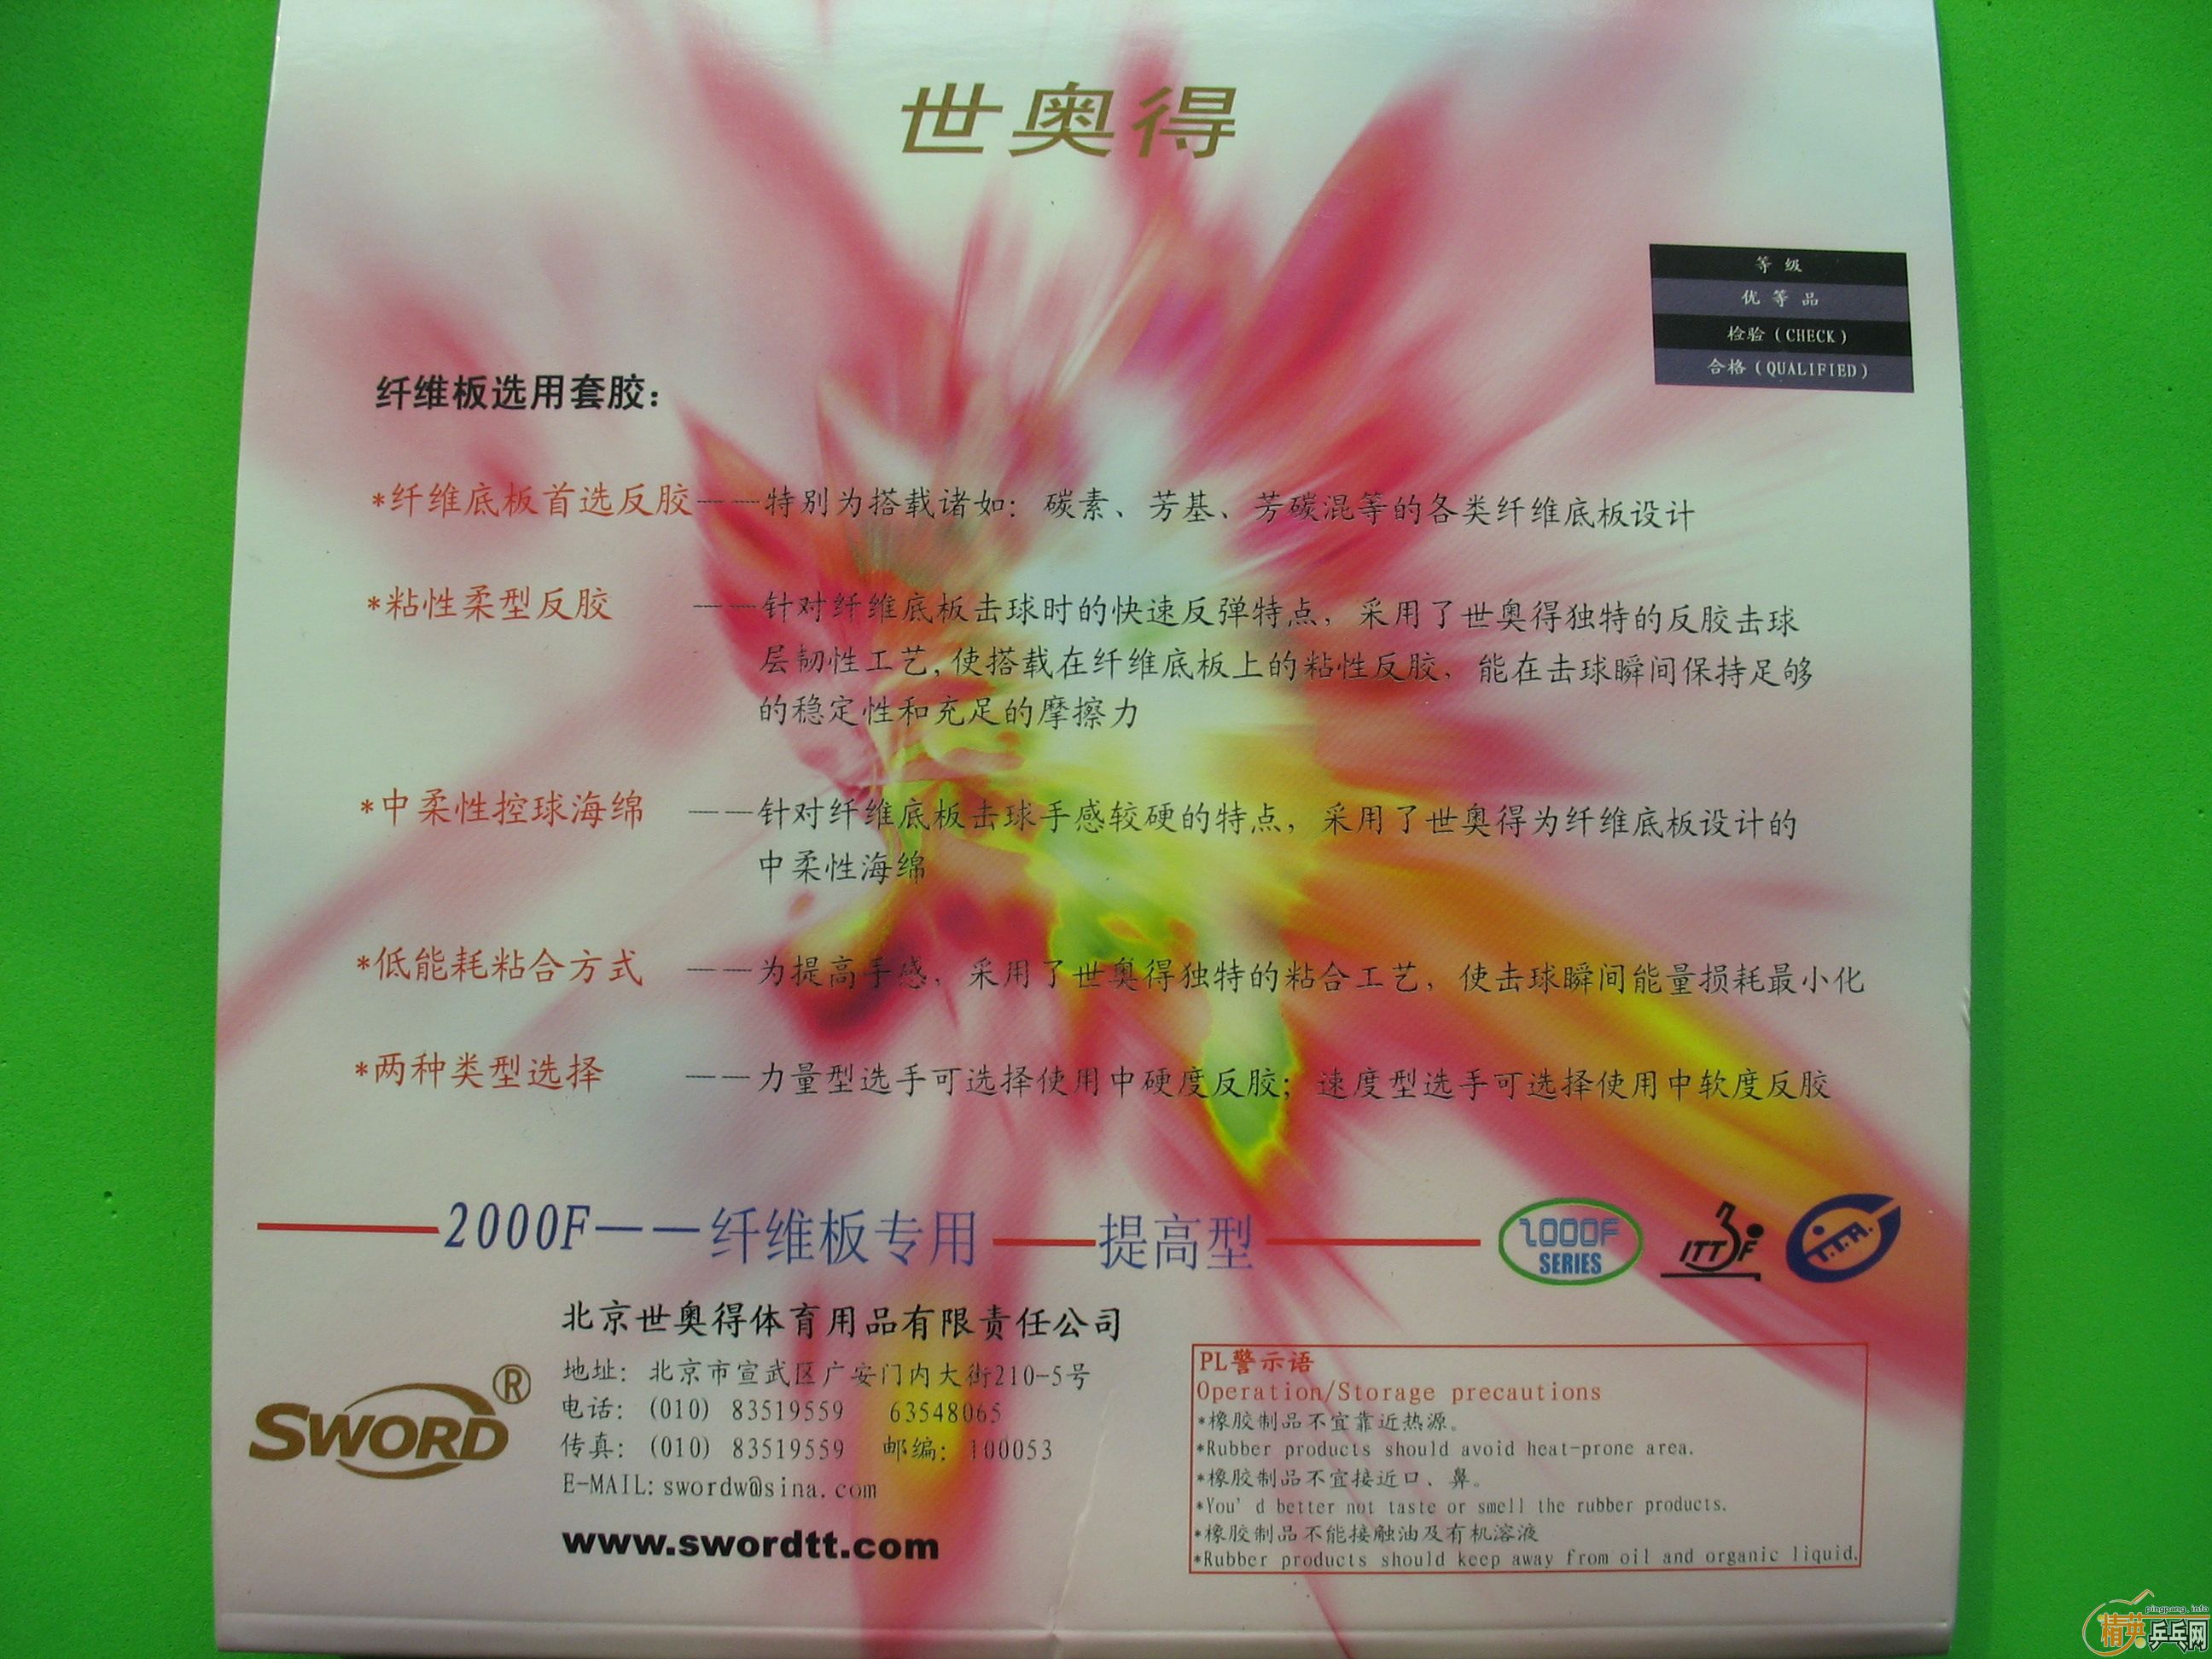 世奥得
等 级
优 等 品
检验 (CHECK)
合格 (QUALIFIED)
纤维板选用套胶：
*纤维底板首选反胶——特别为搭载诸如：碳素、芳基、芳碳混等的各类纤维底板设计
*粘性柔型反胶 ——针对纤维底板击球时的快速反弹特点，采用了世奥得独特的反胶击球
层韧性工艺，使搭载在纤维底板上的粘性反胶，能在击球瞬间保持足够
的稳定性和充足的摩擦力
*中柔性控球海绵 ——针对纤维底板击球手感较硬的特点，采用了世奥得为纤维底板设计的
中柔性海绵
*低能耗粘合方式 ——为提高手感，采用了世奥得独特的粘合工艺，使击球瞬间能量损耗最小化
*两种类型选择 ——力量型选手可选择使用中硬度反胶；速度型选手可选择使用中软度反胶
2000F——纤维板专用——提高型
1000F
SERIES
ITTF
T.T.A.
北京世奥得体育用品有限责任公司
地址：北京市宣武区广安门内大街210-5号
电话：(010) 83519559 63548065
传真：(010) 83519559 邮编：100053
E-MAIL: swordw@sina.com
www.swordtt.com
SWORD®
PL警示语
Operation/Storage precautions
*橡胶制品不宜靠近热源。
*Rubber products should avoid heat-prone area.
*橡胶制品不宜接近口、鼻。
*You'd better not taste or smell the rubber products.
*橡胶制品不能接触油及有机溶液
*Rubber products should keep away from oil and organic liquid.
pingpang.info
精英乒乓网